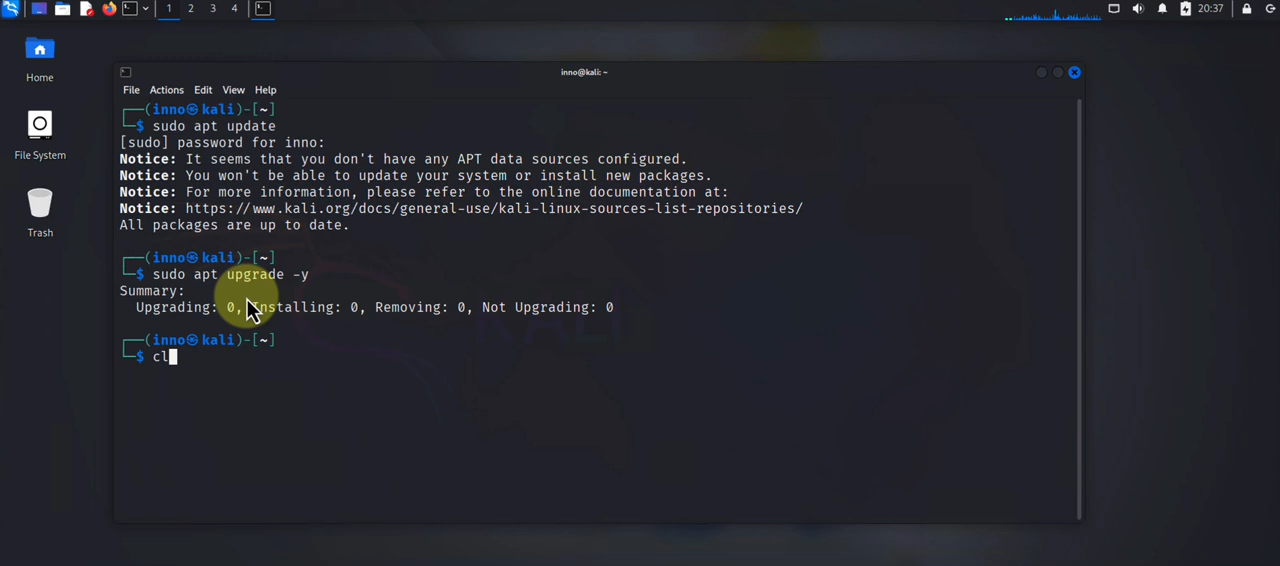 1 2 3 4
20:37
Home
File System
Trash
inno@kali: ~
File Actions Edit View Help
┌──(inno㉿kali)-[~]
└─$ sudo apt update
[sudo] password for inno:
Notice: It seems that you don't have any APT data sources configured.
Notice: You won't be able to update your system or install new packages.
Notice: For more information, please refer to the online documentation at:
Notice: https://www.kali.org/docs/general-use/kali-linux-sources-list-repositories/
All packages are up to date.
┌──(inno㉿kali)-[~]
└─$ sudo apt upgrade -y
Summary:
Upgrading: 0, Installing: 0, Removing: 0, Not Upgrading: 0
┌──(inno㉿kali)-[~]
└─$ cl
KALI